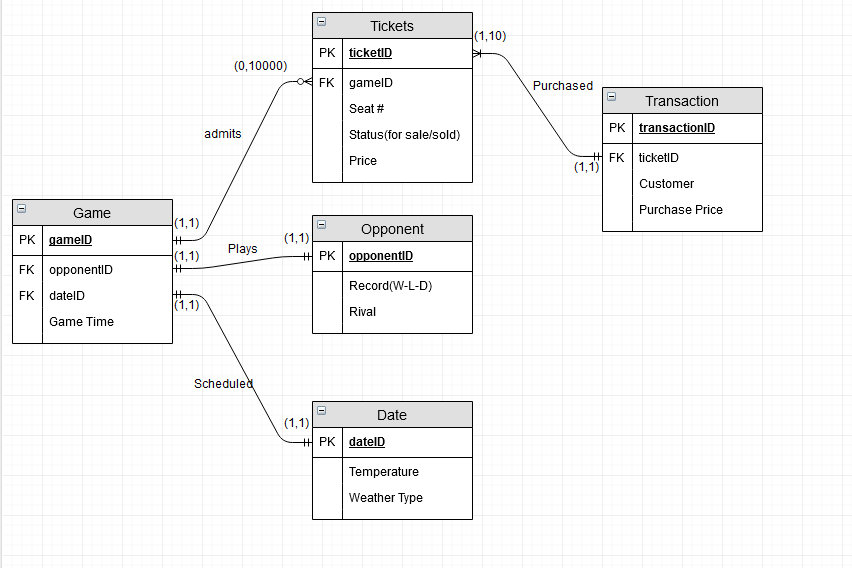 Tickets
PK ticketID
FK gameID
Seat #
Status(for sale/sold)
Price
(1,10)
(0,10000)
admits
Purchased
Transaction
PK transactionID
FK ticketID
Customer
Purchase Price
(1,1)
Game
PK gameID
FK opponentID
FK dateID
Game Time
(1,1)
(1,1)
(1,1)
Plays
(1,1)
Opponent
PK opponentID
Record(W-L-D)
Rival
Scheduled
(1,1)
Date
PK dateID
Temperature
Weather Type